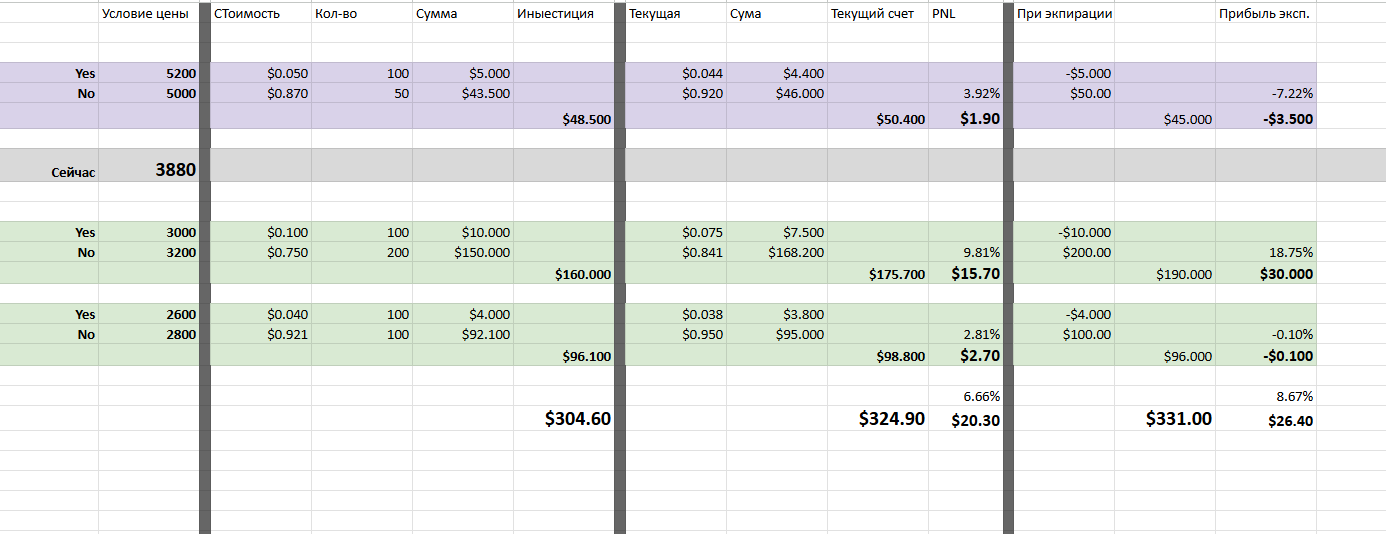 Условие цены СТоимость Кол-во Сумма Иныестиция Текущая Сума Текущий счет PNL При экпирации Прибыль эксп.
Yes 5200 $0.050 100 $5.000 $0.044 $4.400 -$5.000
No 5000 $0.870 50 $43.500 $0.920 $46.000 3.92% $50.00 -7.22%
$48.500 $50.400 $1.90 $45.000 -$3.500
Сейчас 3880
Yes 3000 $0.100 100 $10.000 $0.075 $7.500 -$10.000
No 3200 $0.750 200 $150.000 $0.841 $168.200 9.81% $200.00 18.75%
$160.000 $175.700 $15.70 $190.000 $30.000
Yes 2600 $0.040 100 $4.000 $0.038 $3.800 -$4.000
No 2800 $0.921 100 $92.100 $0.950 $95.000 2.81% $100.00 -0.10%
$96.100 $98.800 $2.70 $96.000 -$0.100
6.66% 8.67%
$304.60 $324.90 $20.30 $331.00 $26.40